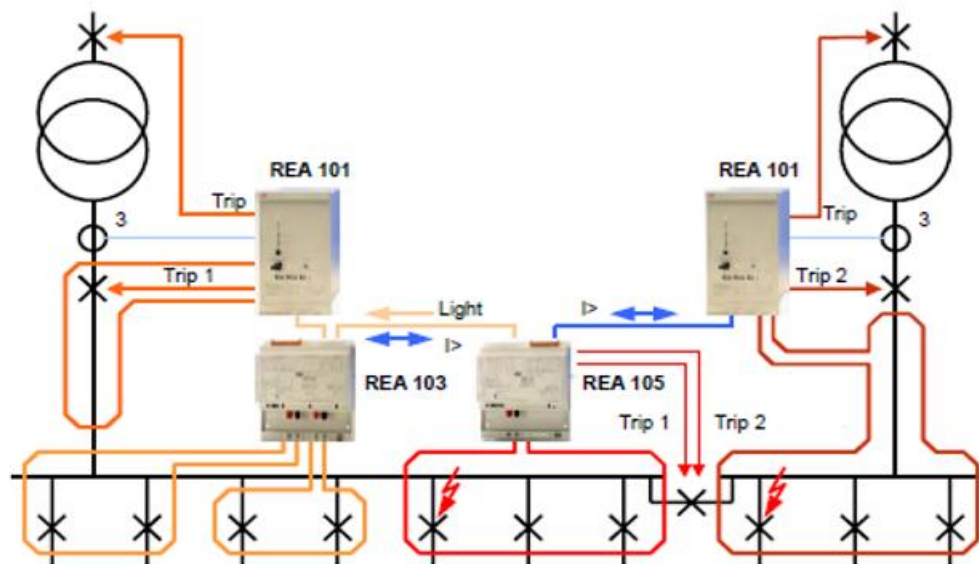 REA 101
REA 101
Trip
Trip
3
3
Trip 1
Trip 2
Light
I>
I>
REA 103
REA 105
Trip 1
Trip 2